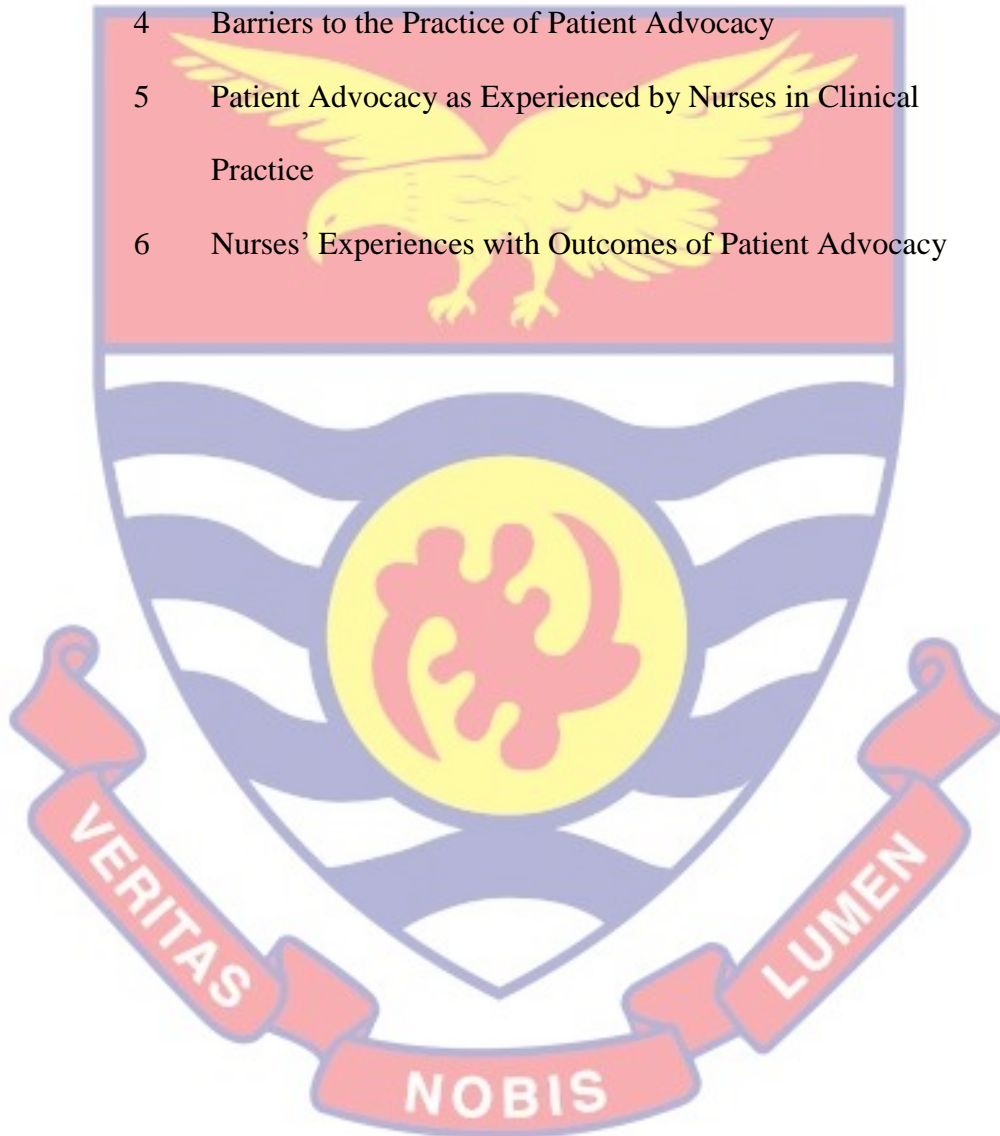 4 Barriers to the Practice of Patient Advocacy
5 Patient Advocacy as Experienced by Nurses in Clinical
Practice
6 Nurses’ Experiences with Outcomes of Patient Advocacy
VERITAS
NOBIS
LUMEN